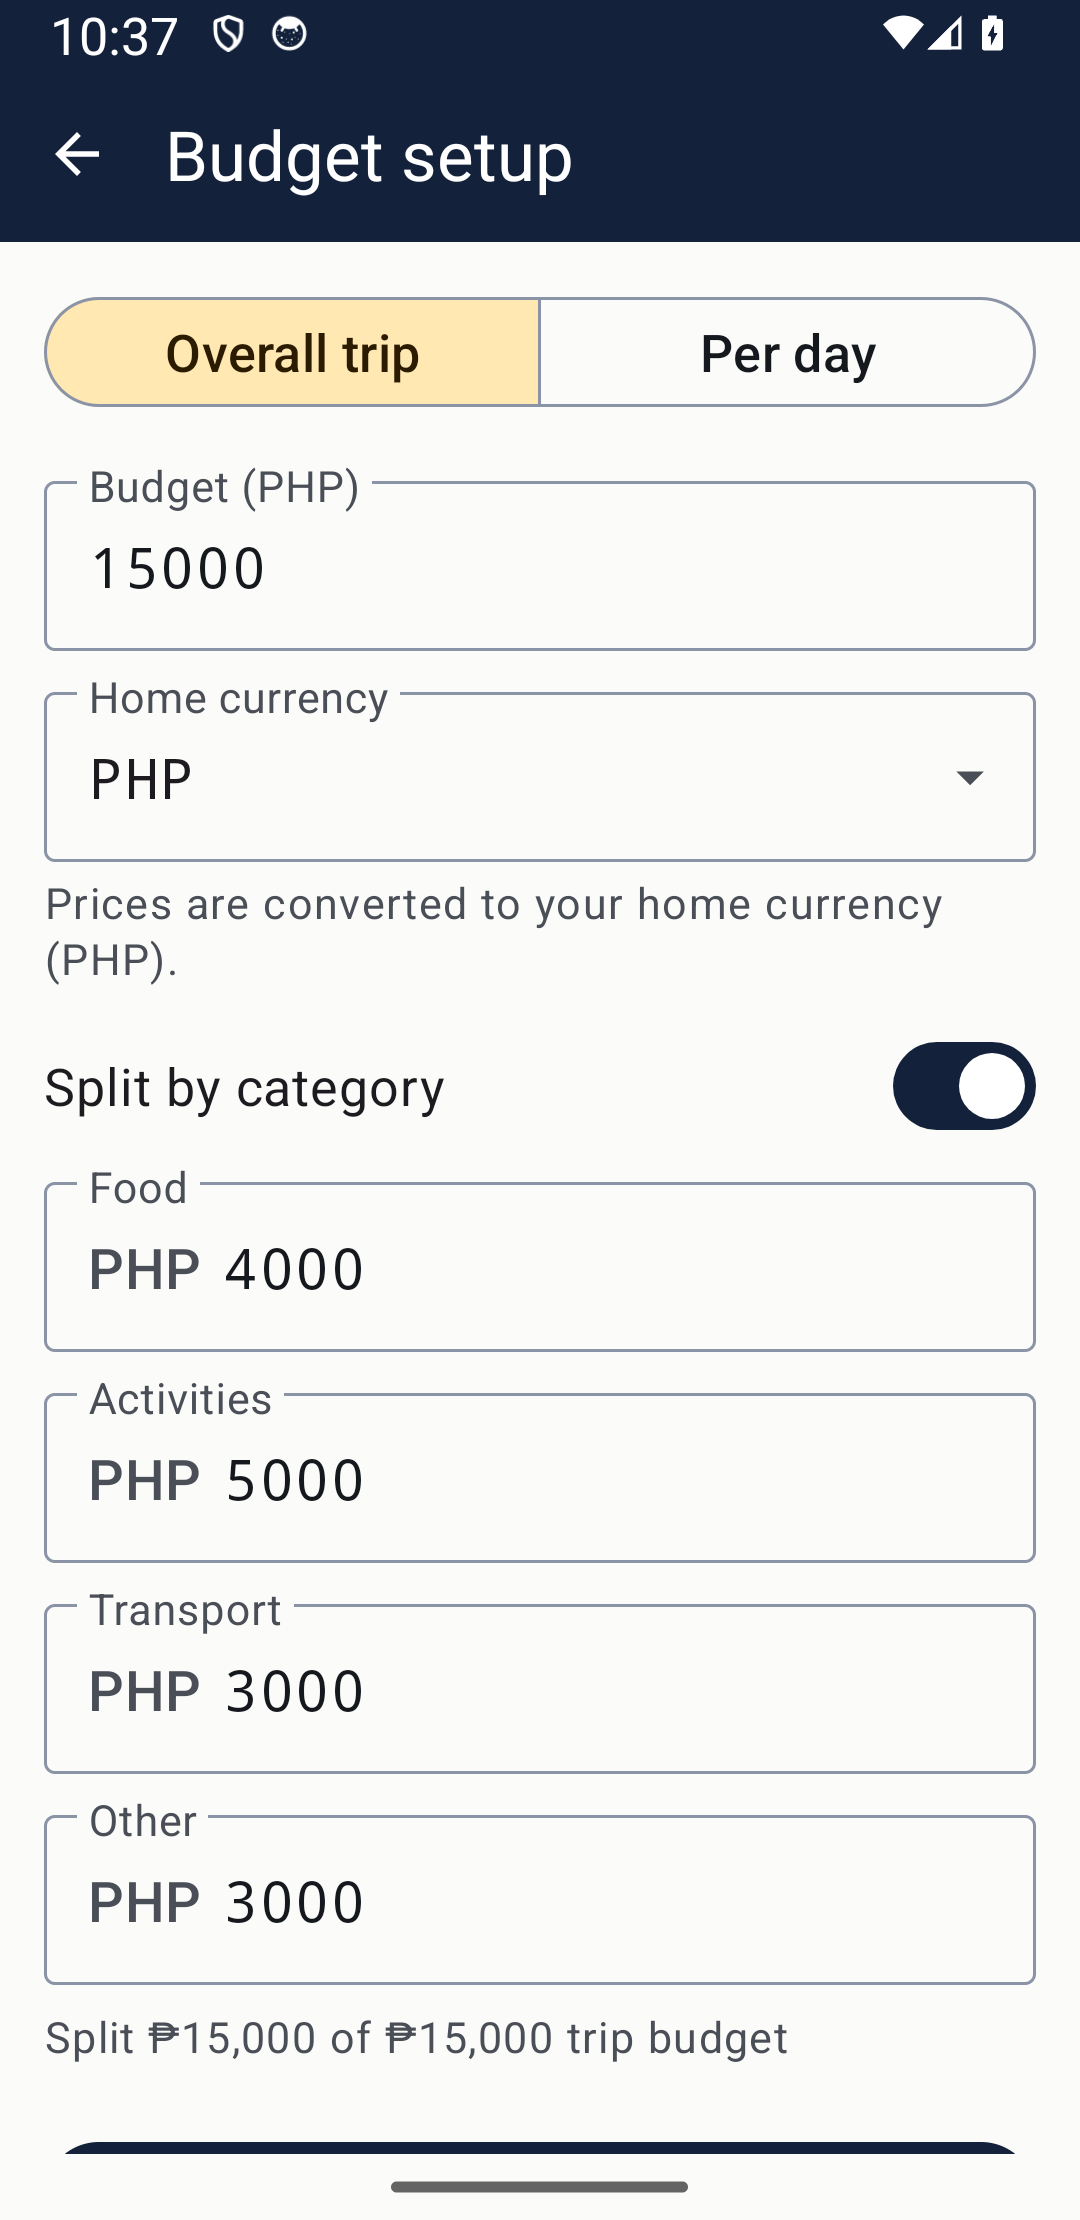 10:37
Budget setup
Overall trip
Per day
Budget (PHP)
15000
Home currency
PHP
Prices are converted to your home currency
(PHP).
Split by category
Food
PHP 4000
Activities
PHP 5000
Transport
PHP 3000
Other
PHP 3000
Split ₱15,000 of ₱15,000 trip budget